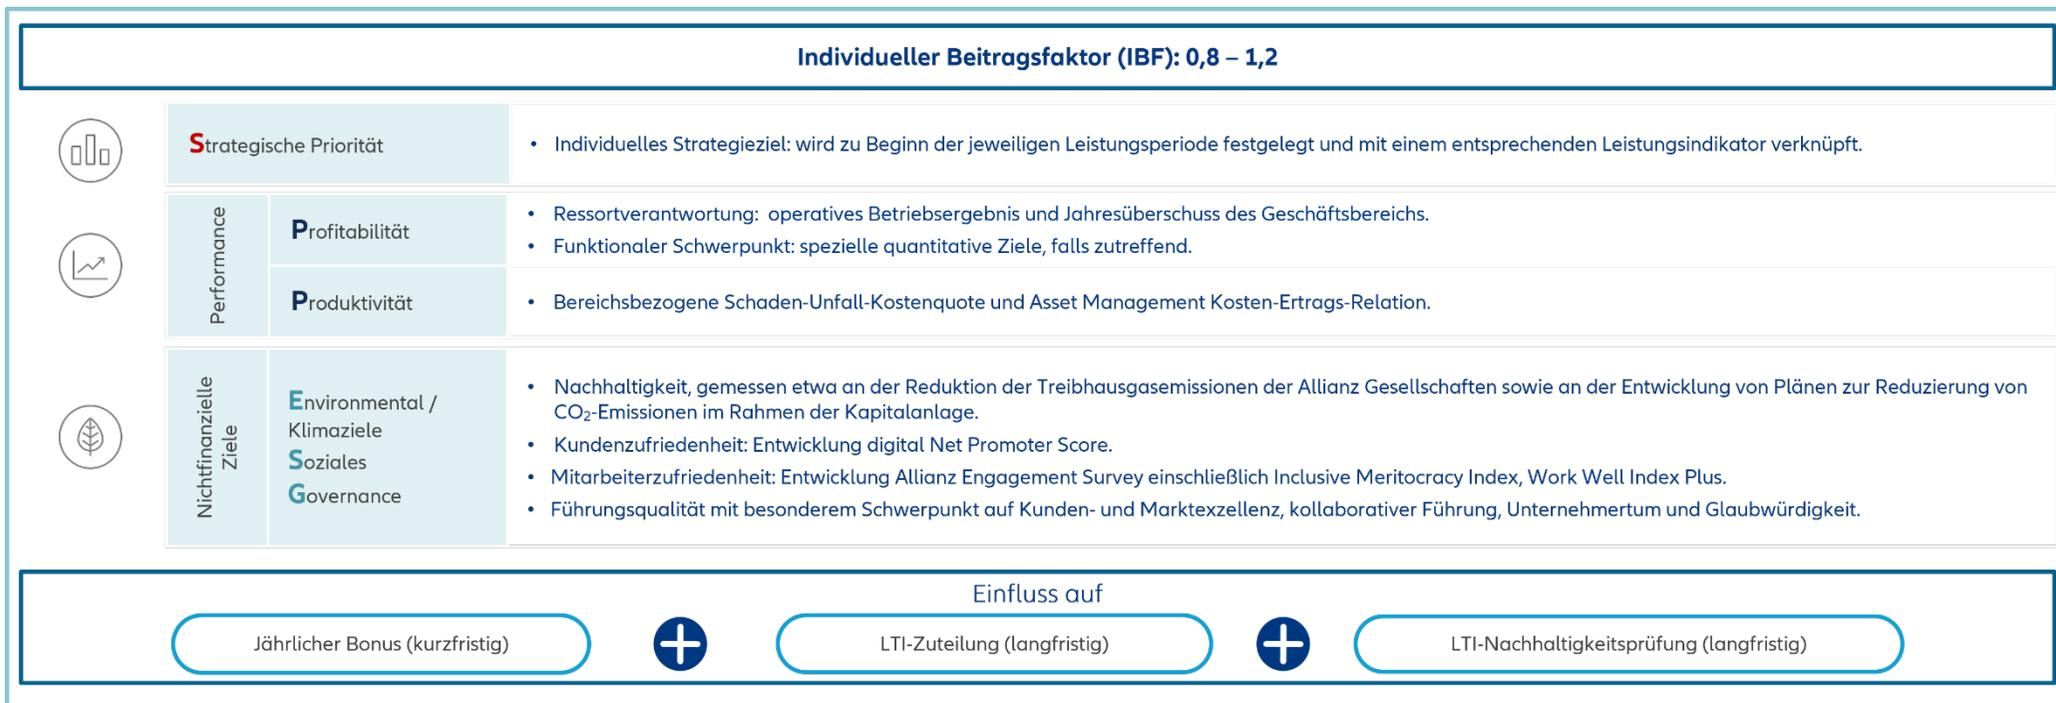 Individueller Beitragsfaktor (IBF): 0,8 – 1,2
Strategische Priorität
• Individuelles Strategieziel: wird zu Beginn der jeweiligen Leistungsperiode festgelegt und mit einem entsprechenden Leistungsindikator verknüpft.
Performance
Profitabilität
• Ressortverantwortung: operatives Betriebsergebnis und Jahresüberschuss des Geschäftsbereichs.
• Funktionaler Schwerpunkt: spezielle quantitative Ziele, falls zutreffend.
Produktivität
• Bereichsbezogene Schaden-Unfall-Kostenquote und Asset Management Kosten-Ertrags-Relation.
Nichtfinanzielle
Ziele
Environmental /
Klimaziele
Soziales
Governance
• Nachhaltigkeit, gemessen etwa an der Reduktion der Treibhausgasemissionen der Allianz Gesellschaften sowie an der Entwicklung von Plänen zur Reduzierung von
CO₂-Emissionen im Rahmen der Kapitalanlage.
• Kundenzufriedenheit: Entwicklung digital Net Promoter Score.
• Mitarbeiterzufriedenheit: Entwicklung Allianz Engagement Survey einschließlich Inclusive Meritocracy Index, Work Well Index Plus.
• Führungsqualität mit besonderem Schwerpunkt auf Kunden- und Marktexzellenz, kollaborativer Führung, Unternehmertum und Glaubwürdigkeit.
Einfluss auf
Jährlicher Bonus (kurzfristig)
LTI-Zuteilung (langfristig)
LTI-Nachhaltigkeitsprüfung (langfristig)